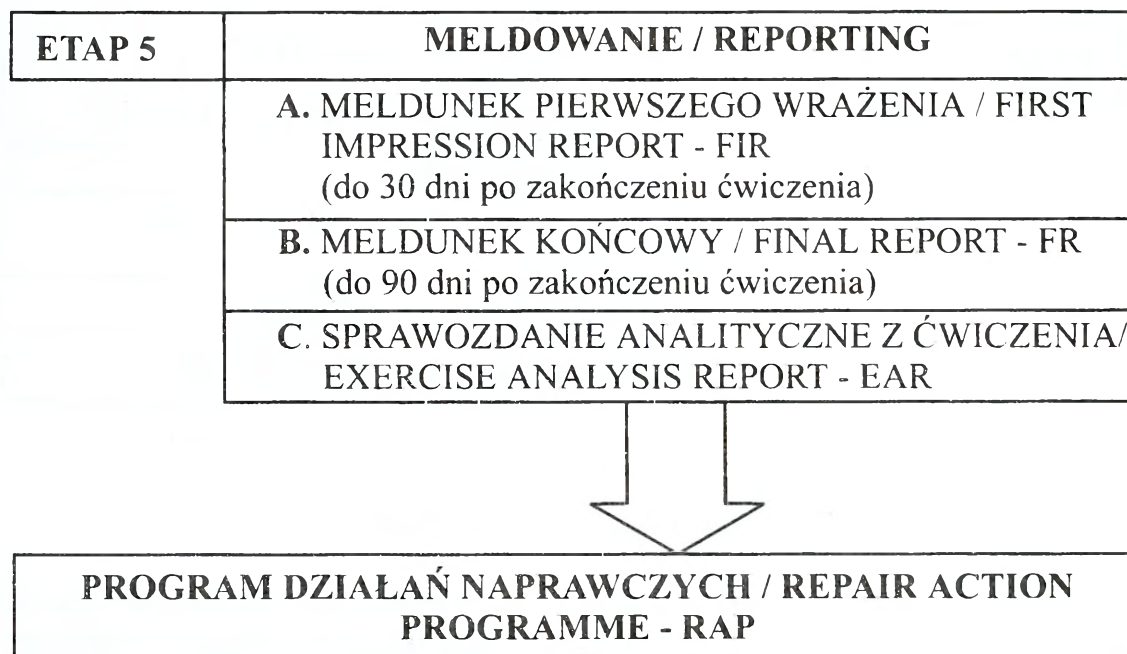 ETAP 5
MELDOWANIE / REPORTING
A. MELDUNEK PIERWSZEGO WRAŻENIA / FIRST
IMPRESSION REPORT - FIR
(do 30 dni po zakończeniu ćwiczenia)
B. MELDUNEK KOŃCOWY / FINAL REPORT - FR
(do 90 dni po zakończeniu ćwiczenia)
C. SPRAWOZDANIE ANALITYCZNE Z ĆWICZENIA/
EXERCISE ANALYSIS REPORT - EAR
PROGRAM DZIAŁAŃ NAPRAWCZYCH / REPAIR ACTION
PROGRAMME - RAP